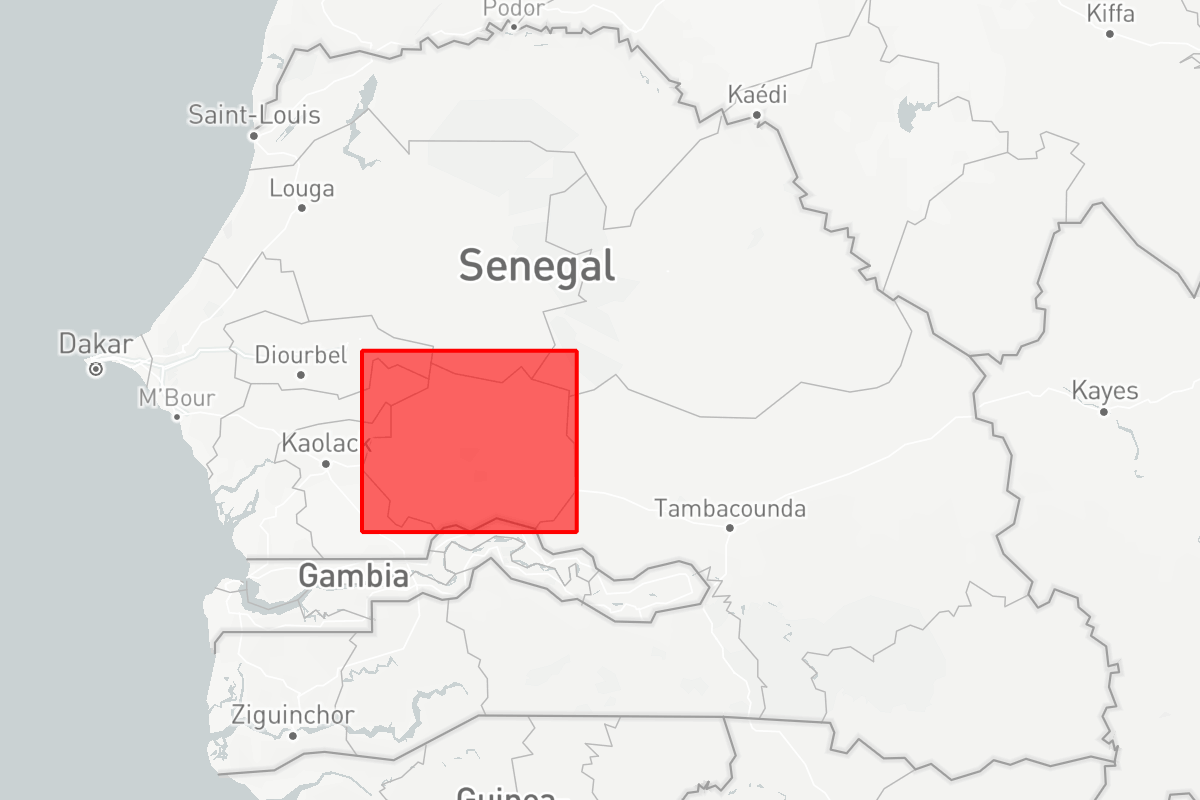 Podor
Kiffa
Saint-Louis
Kaédi
Louga
Senegal
Dakar
Diourbel
M'Bour
Kayes
Kaolack
Tambacounda
Gambia
Ziguinchor
Guinea-